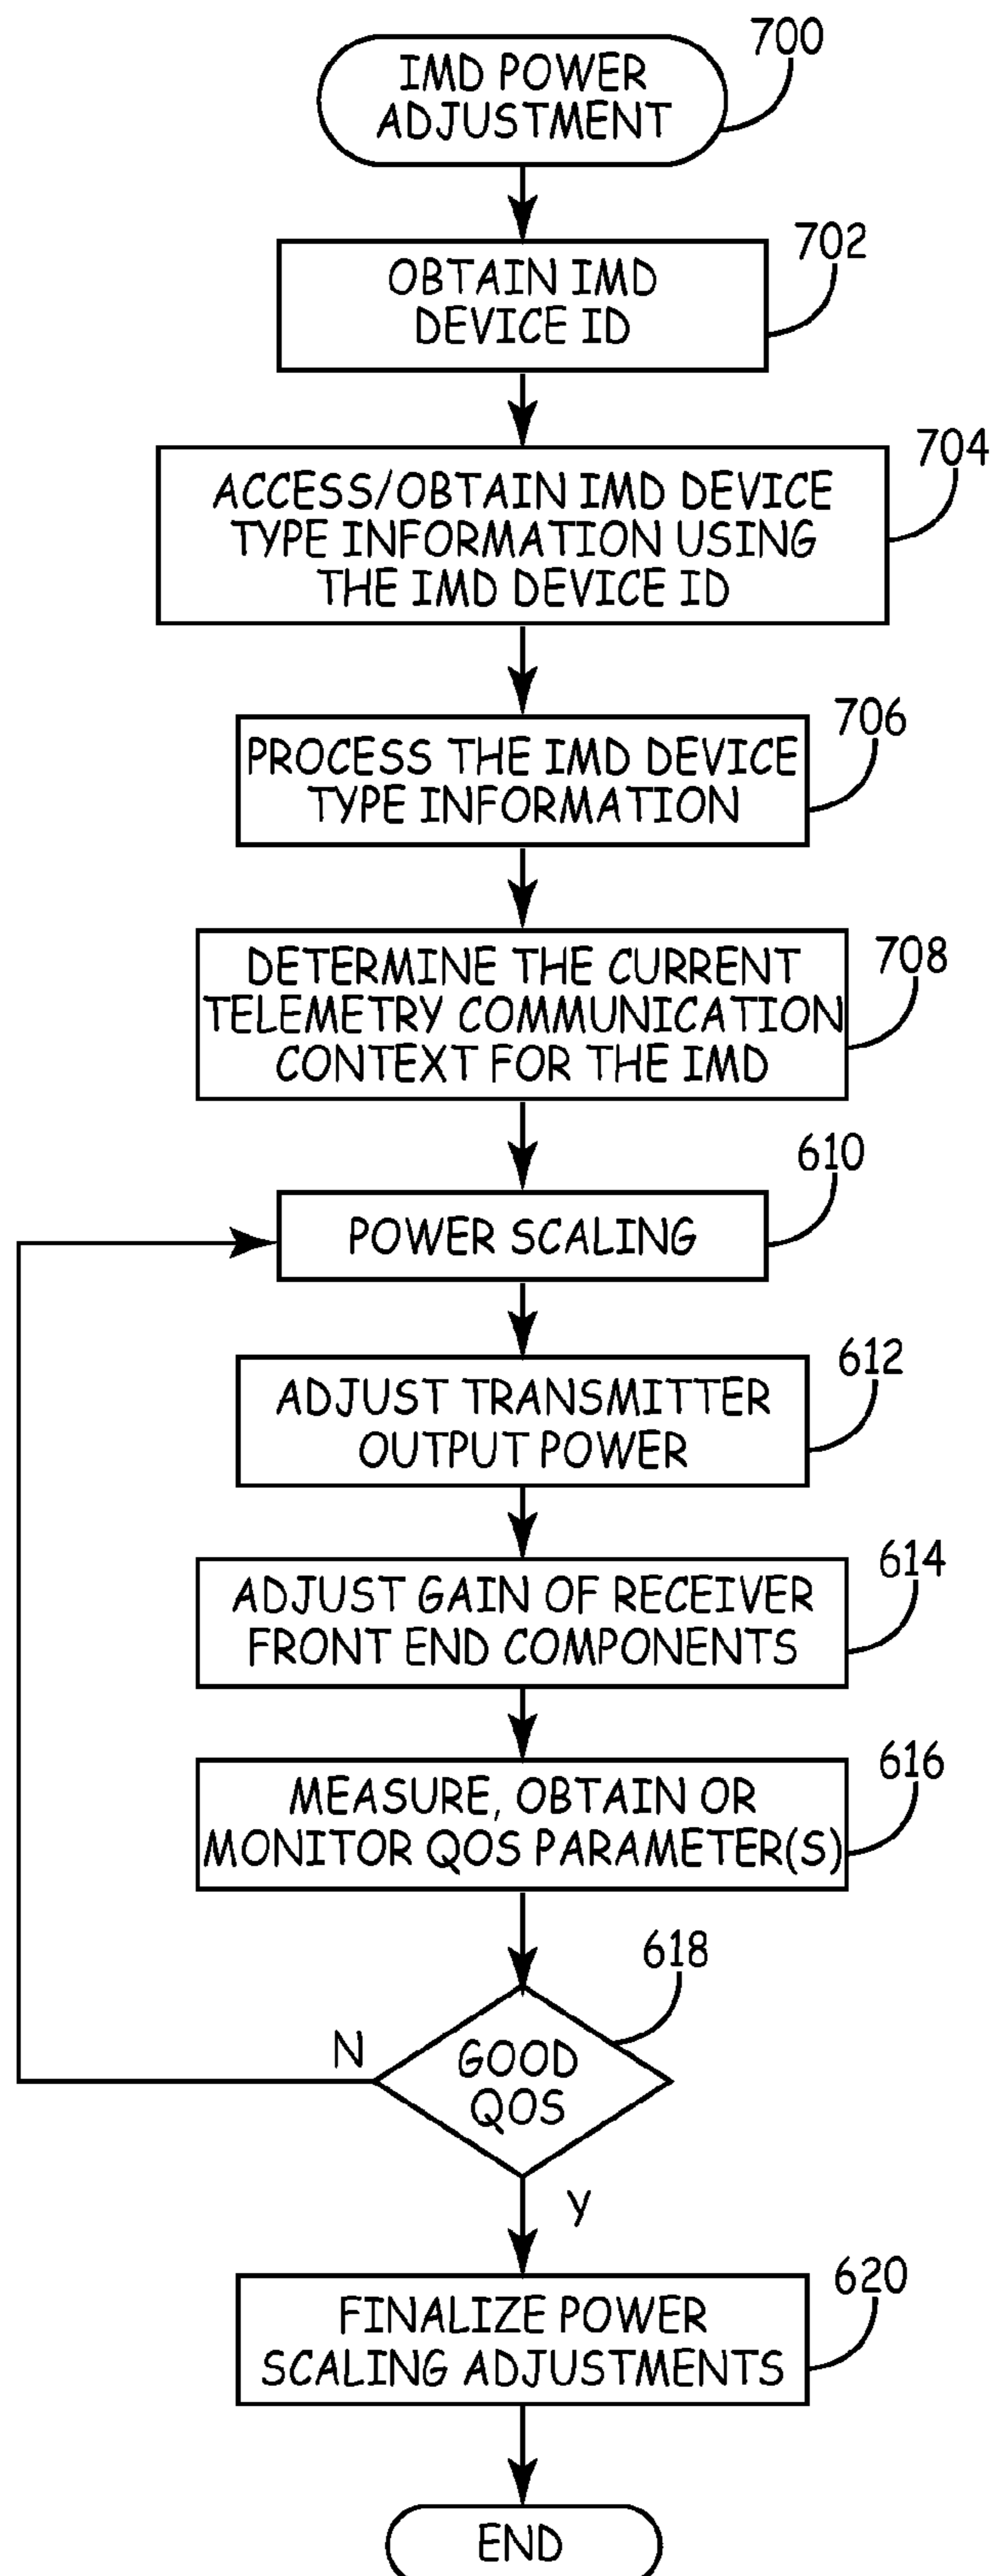 700
IMD POWER
ADJUSTMENT
702
OBTAIN IMD
DEVICE ID
704
ACCESS/OBTAIN IMD DEVICE
TYPE INFORMATION USING
THE IMD DEVICE ID
706
PROCESS THE IMD DEVICE
TYPE INFORMATION
708
DETERMINE THE CURRENT
TELEMETRY COMMUNICATION
CONTEXT FOR THE IMD
610
POWER SCALING
612
ADJUST TRANSMITTER
OUTPUT POWER
614
ADJUST GAIN OF RECEIVER
FRONT END COMPONENTS
616
MEASURE, OBTAIN OR
MONITOR QOS PARAMETER(S)
618
N
GOOD
QOS
Y
620
FINALIZE POWER
SCALING ADJUSTMENTS
END